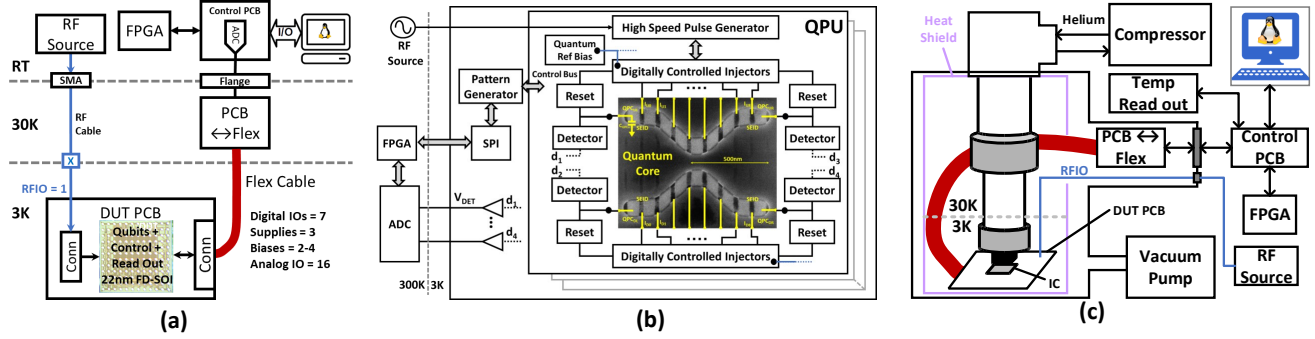 RF
Source
FPGA
Control PCB
ADC
I/O
RT
SMA
Flange
30K
RF
Cable
PCB
↔Flex
X
RFIO = 1
Flex Cable
3K
DUT PCB
Conn
Qubits +
Control +
Read Out
22nm FD-SOI
Conn
Digital IOs = 7
Supplies = 3
Biases = 2-4
Analog IO = 16
(a)
RF
Source
High Speed Pulse Generator
QPU
Quantum
Ref Bias
Control Bus
Digitally Controlled Injectors
Pattern
Generator
Reset
Reset
FPGA
SPI
Detector
Detector
d1
d2
d3
d4
SEID
SEID
Quantum
Core
500nm
Detector
Detector
SEID
SEID
VDET
d1
d4
ADC
Reset
Reset
Digitally Controlled Injectors
300K
3K
(b)
Heat
Shield
Helium
Compressor
Temp
Read out
PCB ↔
Flex
Control
PCB
RFIO
30K
3K
DUT PCB
FPGA
IC
Vacuum
Pump
RF
Source
(c)